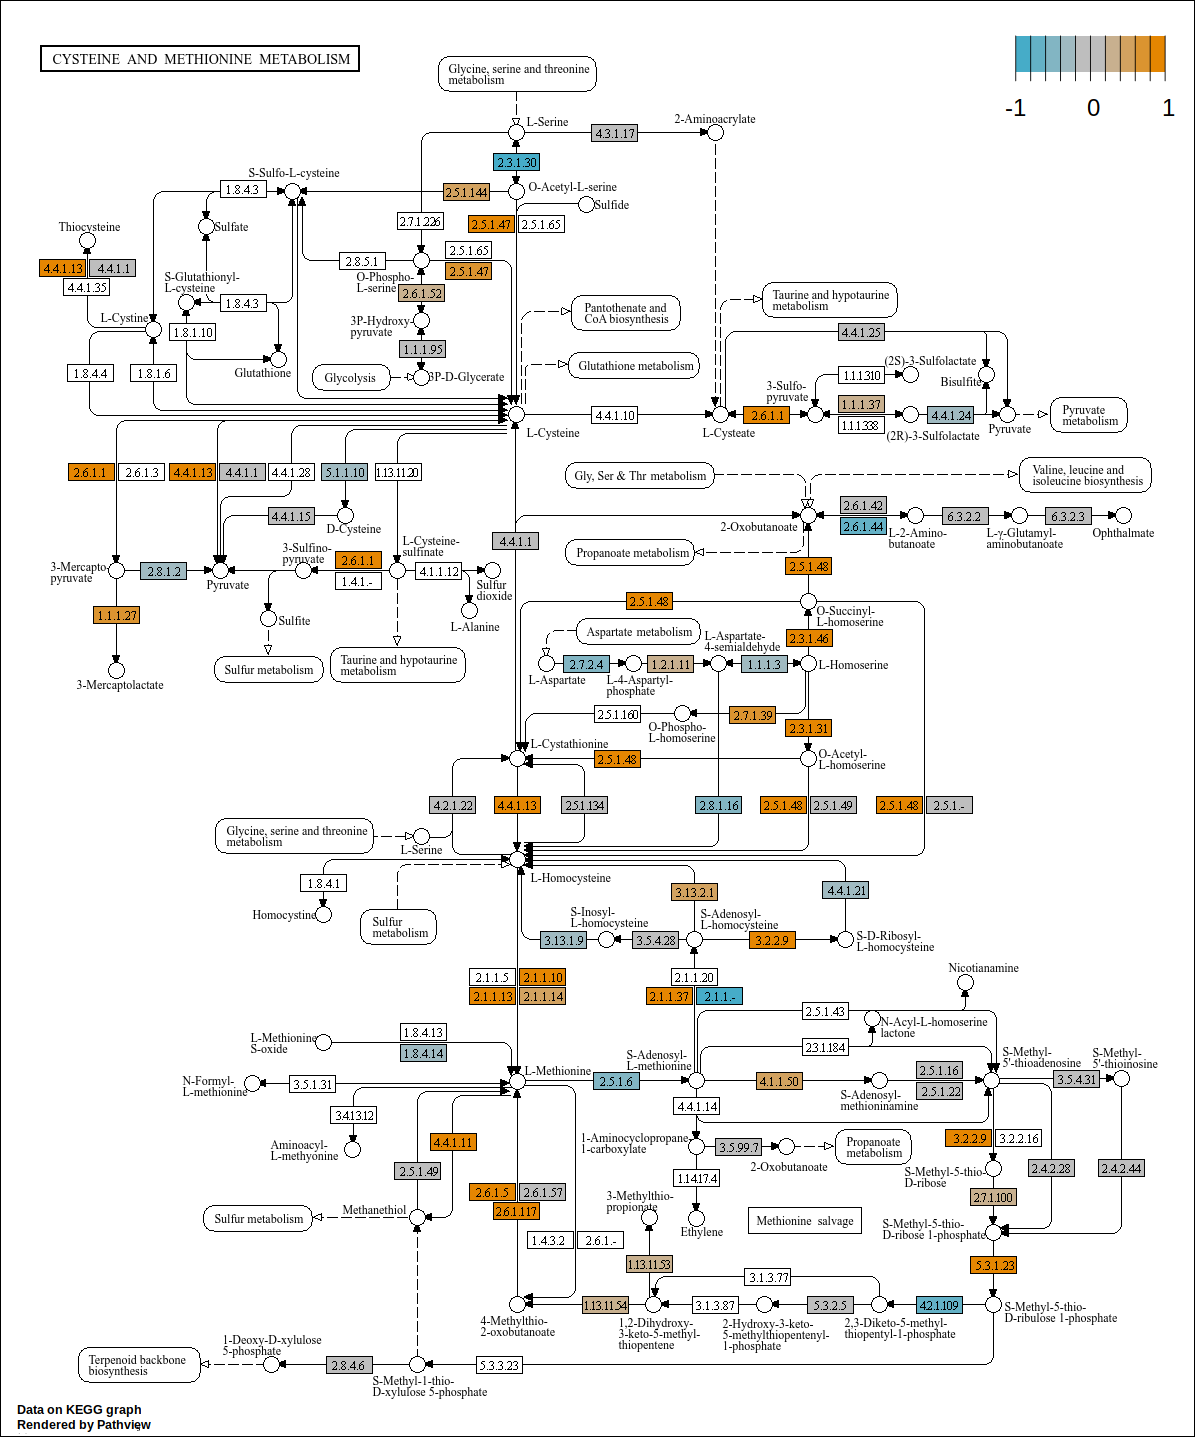 CYSTEINE AND METHIONINE METABOLISM
-1 0 1
Glycine, serine and threonine
metabolism
L-Serine
4.3.1.17
2-Aminoacrylate
2.3.1.30
S-Sulfo-L-cysteine
1.8.4.3
2.5.1.144
O-Acetyl-L-serine
Sulfide
Thiocysteine
Sulfate
2.7.1.226
2.5.1.47
2.5.1.65
4.4.1.13
4.4.1.1
4.4.1.35
2.8.5.1
2.5.1.65
2.5.1.47
S-Glutathionyl-
L-cysteine
O-Phospho-
L-serine
2.6.1.52
1.8.4.3
Pantothenate and
CoA biosynthesis
Taurine and hypotaurine
metabolism
L-Cystine
1.8.1.10
3P-Hydroxy-
pyruvate
4.4.1.25
1.1.1.95
1.8.4.4
1.8.1.6
Glutathione
Glycolysis
3P-D-Glycerate
Glutathione metabolism
(2S)-3-Sulfolactate
1.1.1.310
Bisulfite
3-Sulfo-
pyruvate
1.1.1.37
1.1.1.338
L-Cysteine
4.4.1.10
L-Cysteate
2.6.1.1
4.4.1.24
(2R)-3-Sulfolactate
Pyruvate
Pyruvate
metabolism
2.6.1.1
2.6.1.3
4.4.1.13
4.4.1.1
4.4.1.28
5.1.1.10
1.13.11.20
Gly, Ser & Thr metabolism
Valine, leucine and
isoleucine biosynthesis
4.4.1.15
D-Cysteine
2-Oxobutanoate
2.6.1.42
2.6.1.44
6.3.2.2
6.3.2.3
L-2-Amino-
butanoate
L-γ-Glutamyl-
aminobutanoate
Ophthalmate
4.4.1.1
Propanoate metabolism
3-Mercapto-
pyruvate
2.8.1.2
Pyruvate
3-Sulfino-
pyruvate
2.6.1.1
1.4.1.-
L-Cysteine-
sulfinate
4.1.1.12
Sulfur
dioxide
2.5.1.48
1.1.1.27
Sulfite
L-Alanine
2.5.1.48
O-Succinyl-
L-homoserine
Aspartate metabolism
L-Aspartate-
4-semialdehyde
2.3.1.46
Sulfur metabolism
Taurine and hypotaurine
metabolism
2.7.2.4
1.2.1.11
1.1.1.3
L-Homoserine
3-Mercaptolactate
L-Aspartate
L-4-Aspartyl-
phosphate
2.5.1.160
2.7.1.39
O-Phospho-
L-homoserine
2.3.1.31
L-Cystathionine
2.5.1.48
O-Acetyl-
L-homoserine
4.2.1.22
4.4.1.13
2.5.1.134
2.8.1.16
2.5.1.48
2.5.1.49
2.5.1.48
2.5.1.-
Glycine, serine and threonine
metabolism
L-Serine
1.8.4.1
L-Homocysteine
3.13.2.1
4.4.1.21
Homocystine
Sulfur
metabolism
S-Inosyl-
L-homocysteine
S-Adenosyl-
L-homocysteine
3.13.1.9
3.5.4.28
3.2.2.9
S-D-Ribosyl-
L-homocysteine
2.1.1.5
2.1.1.10
2.1.1.13
2.1.1.14
2.1.1.20
2.1.1.37
2.1.1.-
Nicotianamine
2.5.1.43
N-Acyl-L-homoserine
lactone
L-Methionine
S-oxide
1.8.4.13
1.8.4.14
2.3.1.184
S-Adenosyl-
L-methionine
S-Methyl-
5'-thioadenosine
S-Methyl-
5'-thioinosine
N-Formyl-
L-methionine
3.5.1.31
L-Methionine
2.5.1.6
4.1.1.50
2.5.1.16
2.5.1.22
3.5.4.31
S-Adenosyl-
methioninamine
3.4.13.12
4.4.1.14
Aminoacyl-
L-methyonine
4.4.1.11
1-Aminocyclopropane-
1-carboxylate
3.5.99.7
2-Oxobutanoate
Propanoate
metabolism
3.2.2.9
3.2.2.16
2.5.1.49
1.14.17.4
S-Methyl-5-thio-
D-ribose
2.4.2.28
2.4.2.44
2.6.1.5
2.6.1.57
2.6.1.117
3-Methylthio-
propionate
2.7.1.100
Sulfur metabolism
Methanethiol
Ethylene
Methionine salvage
S-Methyl-5-thio-
D-ribose 1-phosphate
1.4.3.2
2.6.1.-
1.13.11.53
5.3.1.23
3.1.3.77
1.13.11.54
3.1.3.87
5.3.2.5
4.2.1.109
4-Methylthio-
2-oxobutanoate
1,2-Dihydroxy-
3-keto-5-methyl-
thiopentene
2-Hydroxy-3-keto-
5-methylthiopentenyl-
1-phosphate
2,3-Diketo-5-methyl-
thiopentyl-1-phosphate
S-Methyl-5-thio-
D-ribulose 1-phosphate
1-Deoxy-D-xylulose
5-phosphate
Terpenoid backbone
biosynthesis
2.8.4.6
5.3.3.23
S-Methyl-1-thio-
D-xylulose 5-phosphate
Data on KEGG graph
Rendered by Pathview